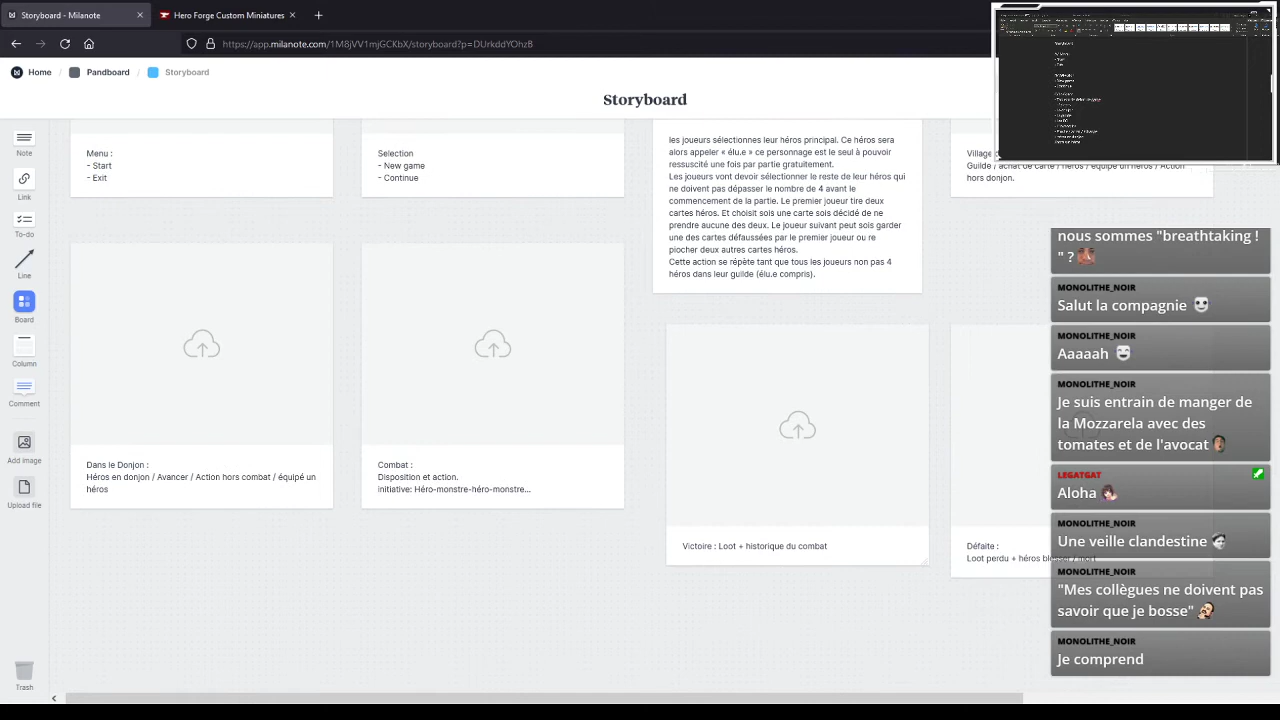 Storyboard - Milanote
Hero Forge Custom Miniatures
https://app.milanote.com/1M8jVV1mjGCKbX/storyboard?p=DUrkddYOhzB
Home
Pandboard
Storyboard
Storyboard
Note
Link
To-do
Line
Board
Column
Comment
Add image
Upload file
Trash
Menu :
- Start
- Exit
Selection
- New game
- Continue
les joueurs sélectionnes leur héros principal. Ce héros sera
alors appeler « élu.e » ce personnage est le seul à pouvoir
ressuscité une fois par partie gratuitement.
Les joueurs vont devoir sélectionner le reste de leur héros qui
ne doivent pas dépasser le nombre de 4 avant le
commencement de la partie. Le premier joueur tire deux
cartes héros. Et choisit sois une carte sois décidé de ne
prendre aucune des deux. Le joueur suivant peut sois garder
une des cartes défaussées par le premier joueur ou re
piocher deux autres cartes héros.
Cette action se répète tant que tous les joueurs non pas 4
héros dans leur guilde (élu.e compris).
Village
Guilde / achat de carte / héros / équipé un héros / Action
hors donjon.
Dans le Donjon :
Héros en donjon / Avancer / Action hors combat / équipé un
héros
Combat :
Disposition et action.
initiative: Héro-monstre-héro-monstre...
Victoire : Loot + historique du combat
Défaite :
Loot perdu + héros blesser / mort
nous sommes "breathtaking !
" ?
MONOLITHE_NOIR
Salut la compagnie
MONOLITHE_NOIR
Aaaaah
MONOLITHE_NOIR
Je suis entrain de manger de
la Mozzarela avec des
tomates et de l'avocat
LEGATGAT
Aloha
MONOLITHE_NOIR
Une veille clandestine
MONOLITHE_NOIR
"Mes collègues ne doivent pas
savoir que je bosse"
MONOLITHE_NOIR
Je comprend